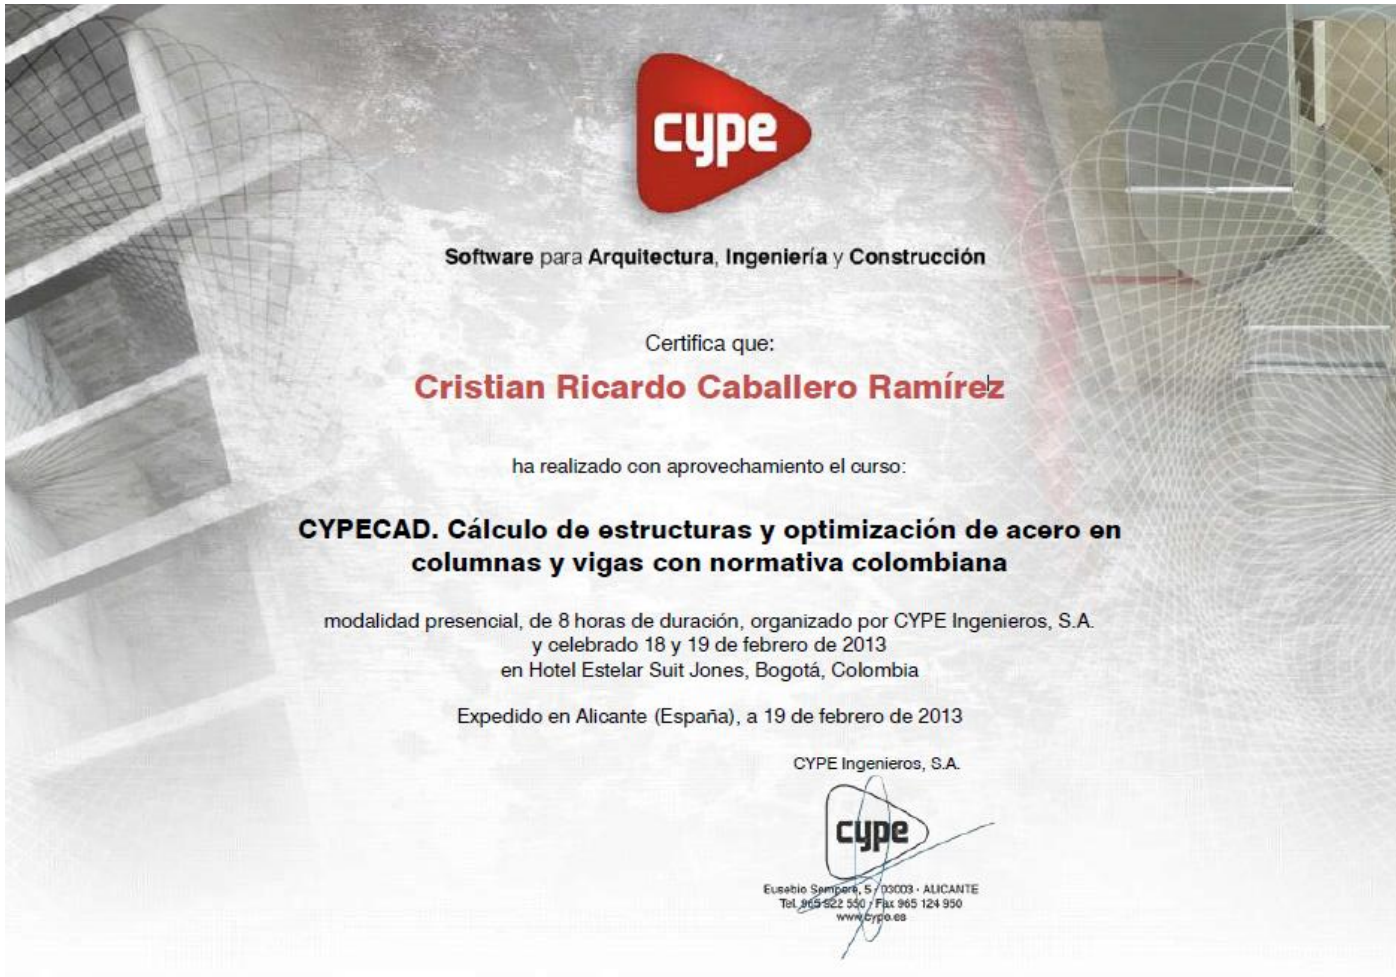 cype
Software para Arquitectura, Ingeniería y Construcción
Certifica que:
Cristian Ricardo Caballero Ramírez
ha realizado con aprovechamiento el curso:
CYPECAD. Cálculo de estructuras y optimización de acero en
columnas y vigas con normativa colombiana
modalidad presencial, de 8 horas de duración, organizado por CYPE Ingenieros, S.A.
y celebrado 18 y 19 de febrero de 2013
en Hotel Estelar Suit Jones, Bogotá, Colombia
Expedido en Alicante (España), a 19 de febrero de 2013
CYPE Ingenieros, S.A.
cype
Eusebio Sempere, 5 · 03003 · ALICANTE
Tel. 965 922 550 · Fax 965 124 950
www.cype.es